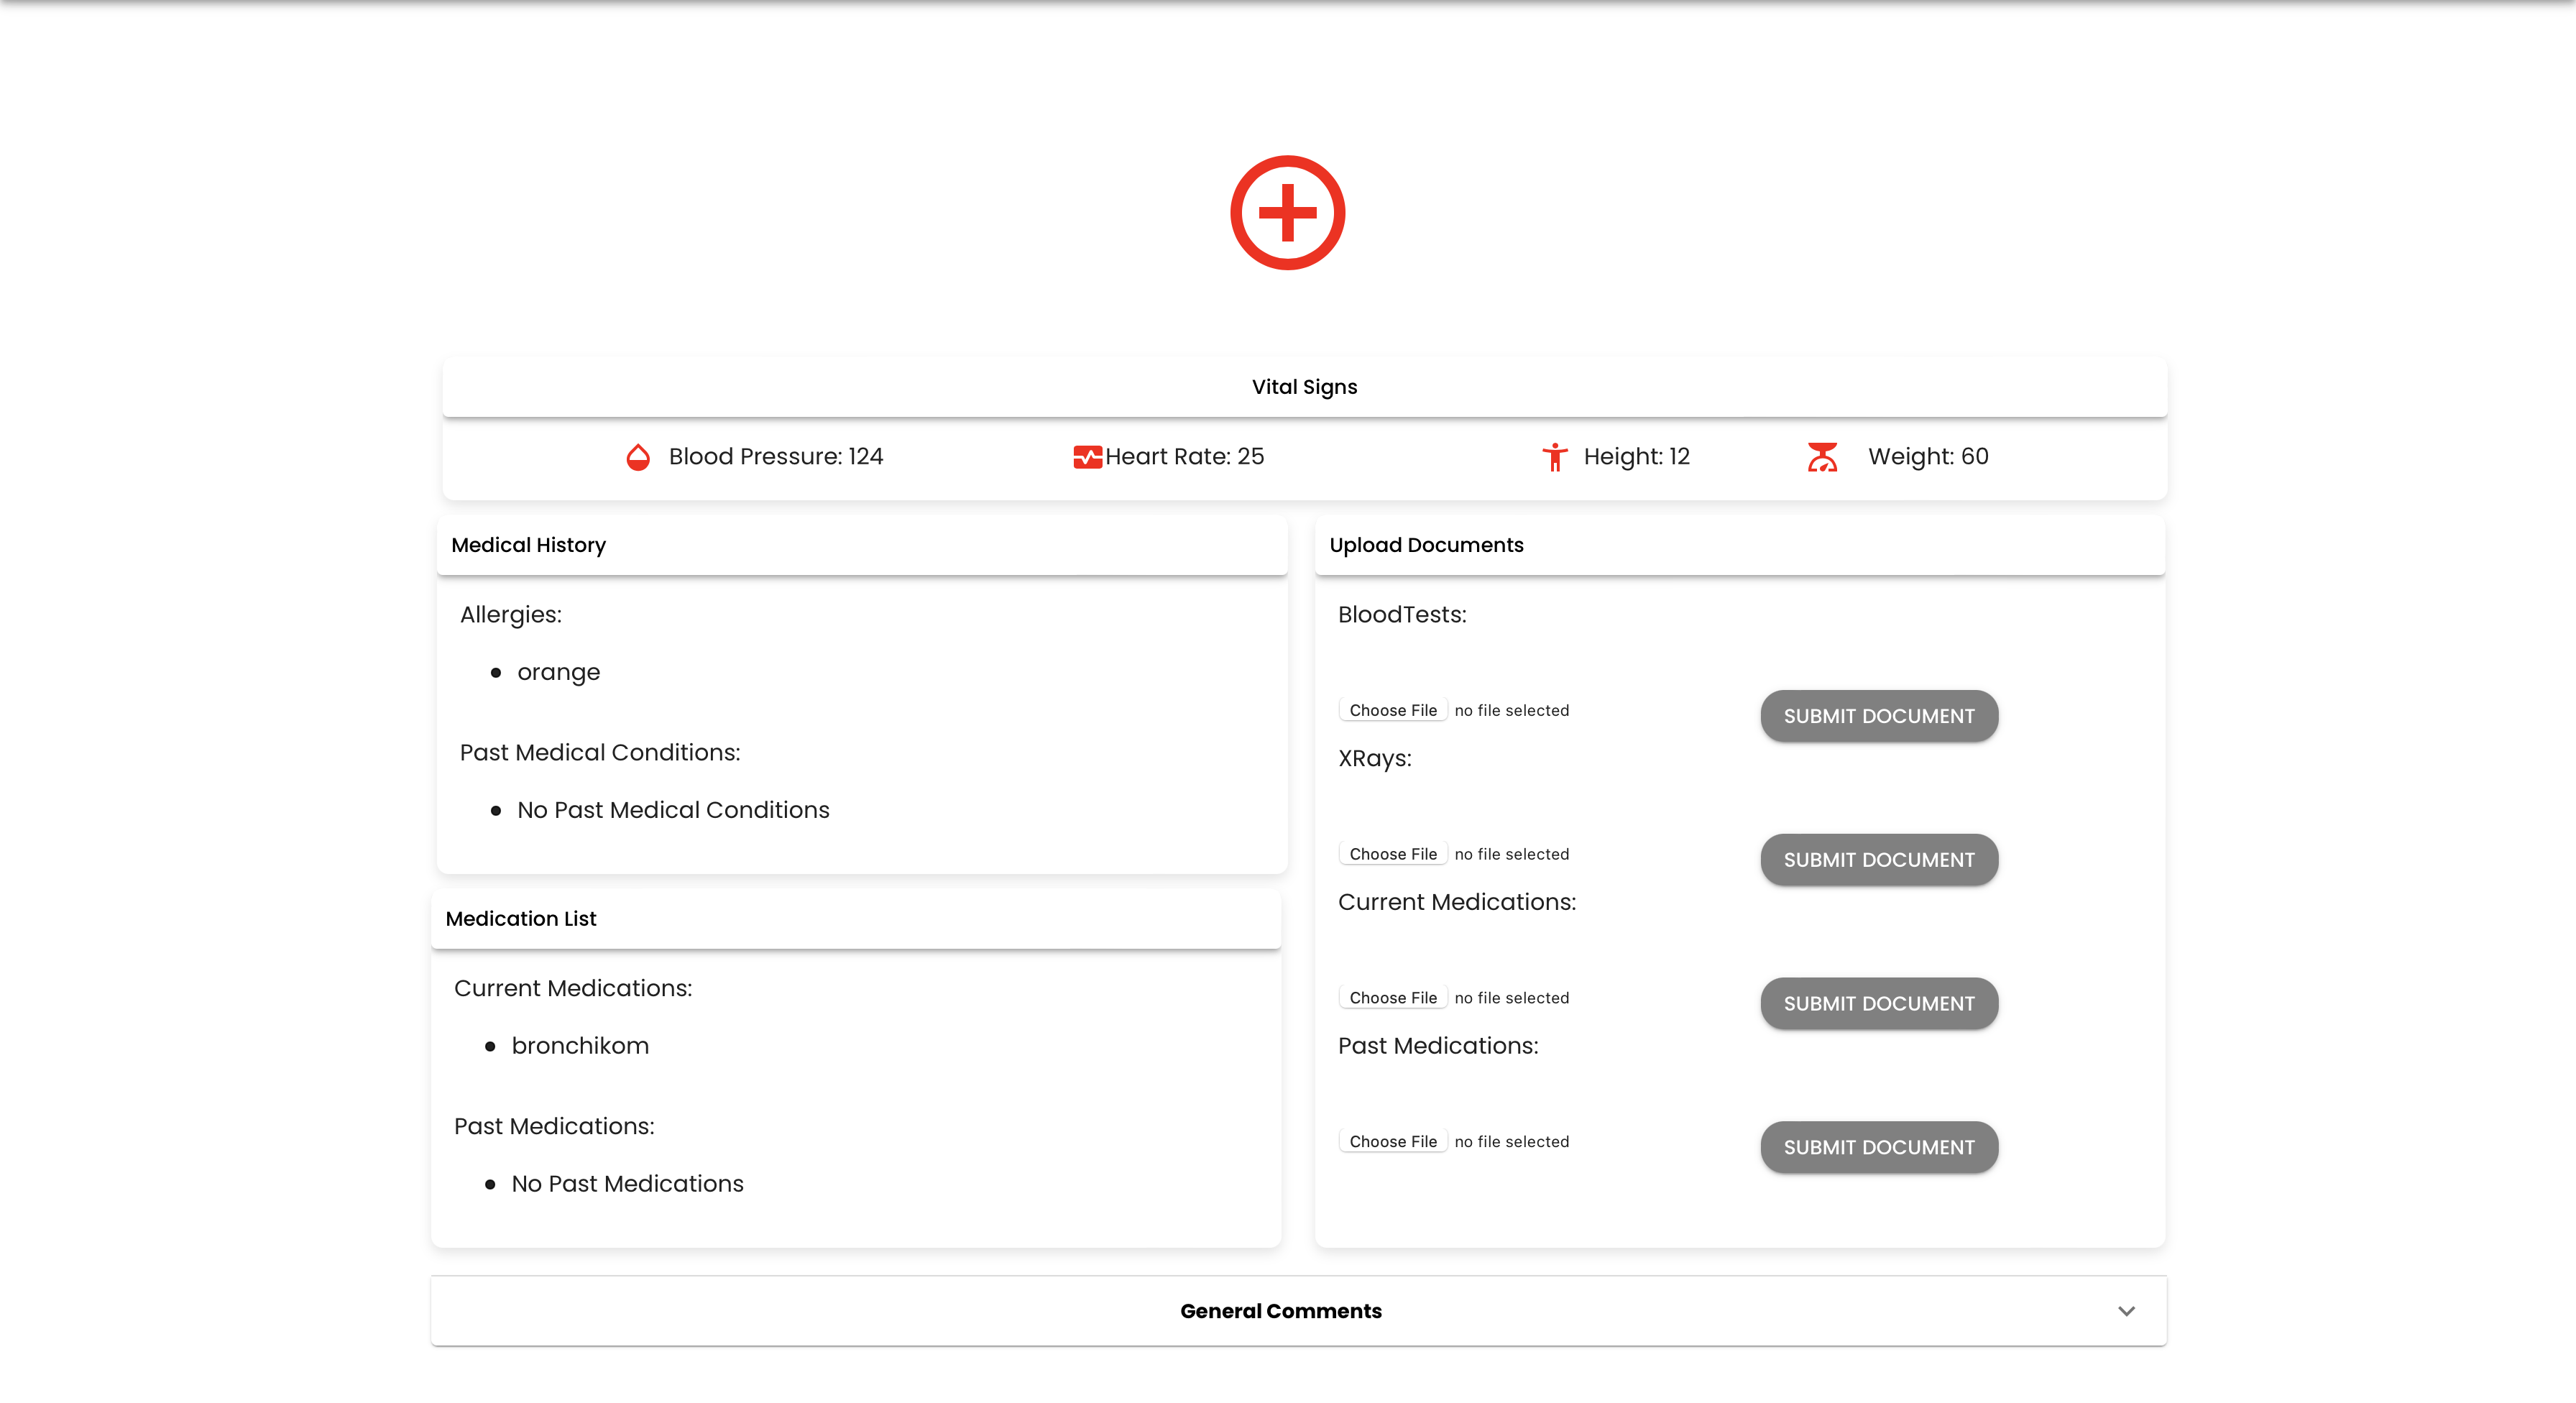 Vital Signs
Blood Pressure: 124 Heart Rate: 25 Height: 12 Weight: 60
Medical History
Allergies:
orange
Past Medical Conditions:
No Past Medical Conditions
Medication List
Current Medications:
bronchikom
Past Medications:
No Past Medications
Upload Documents
BloodTests:
Choose File no file selected SUBMIT DOCUMENT
XRays:
Choose File no file selected SUBMIT DOCUMENT
Current Medications:
Choose File no file selected SUBMIT DOCUMENT
Past Medications:
Choose File no file selected SUBMIT DOCUMENT
General Comments